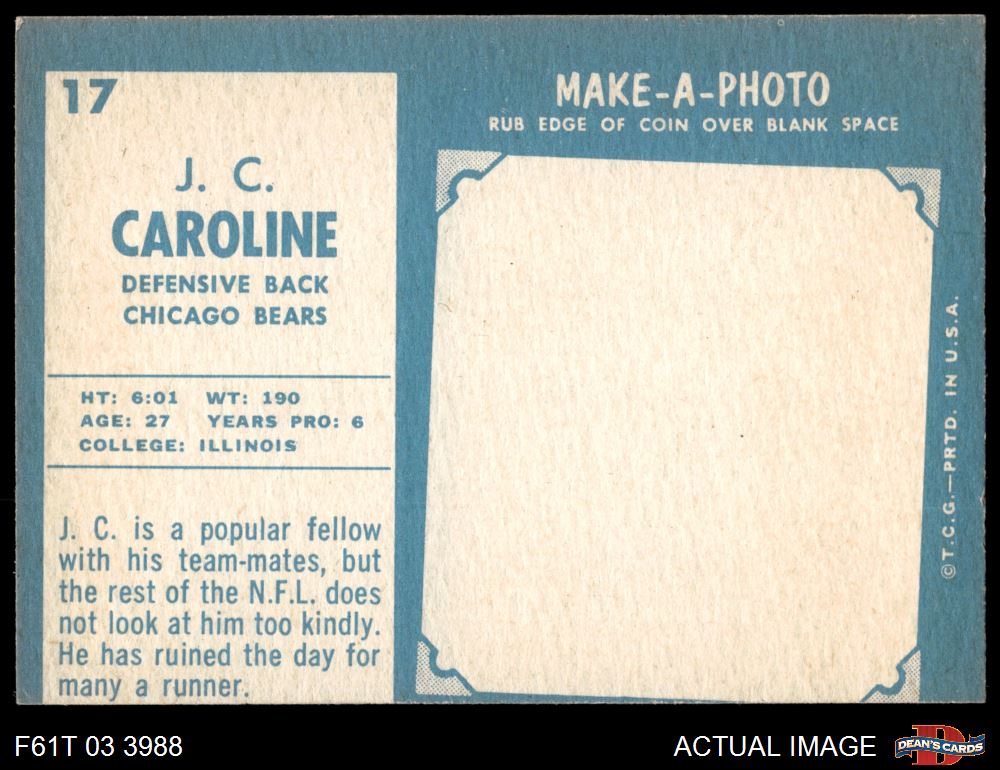 17
J. C.
CAROLINE
DEFENSIVE BACK
CHICAGO BEARS
HT: 6:01 WT: 190
AGE: 27 YEARS PRO: 6
COLLEGE: ILLINOIS
J. C. is a popular fellow
with his team-mates, but
the rest of the N.F.L. does
not look at him too kindly.
He has ruined the day for
many a runner.
MAKE-A-PHOTO
RUB EDGE OF COIN OVER BLANK SPACE
©T.C.G.—PRTD. IN U.S.A.
F61T 03 3988
ACTUAL IMAGE
DEAN'S CARDS